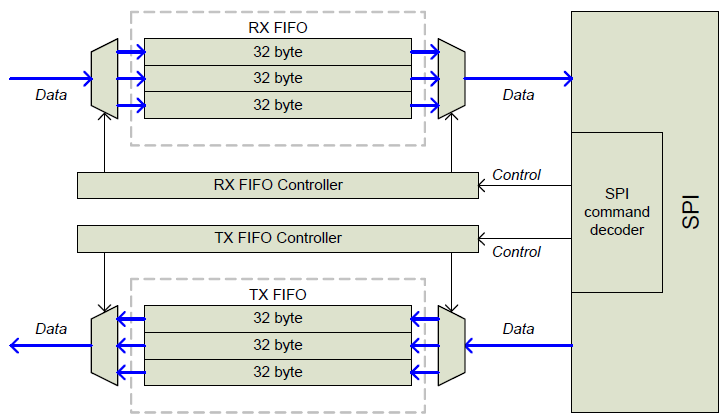 RX FIFO
32 byte
32 byte
32 byte
Data
Data
RX FIFO Controller
Control
SPI
command
decoder
SPI
TX FIFO Controller
Control
TX FIFO
32 byte
32 byte
32 byte
Data
Data